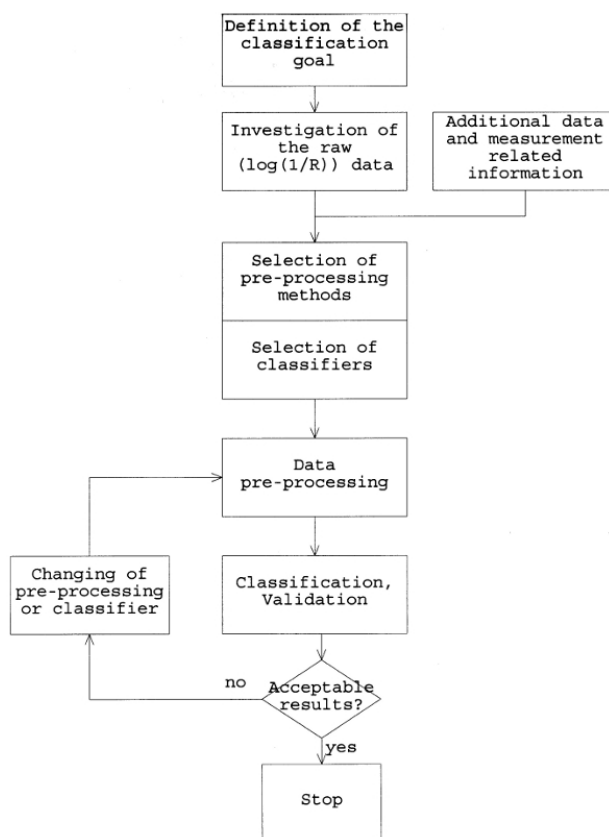 Definition of the
classification
goal
Investigation of
the raw
(log(1/R)) data
Additional data
and measurement
related
information
Selection of
pre-processing
methods
Selection of
classifiers
Data
pre-processing
Changing of
pre-processing
or classifier
Classification,
Validation
no
Acceptable
results?
yes
Stop